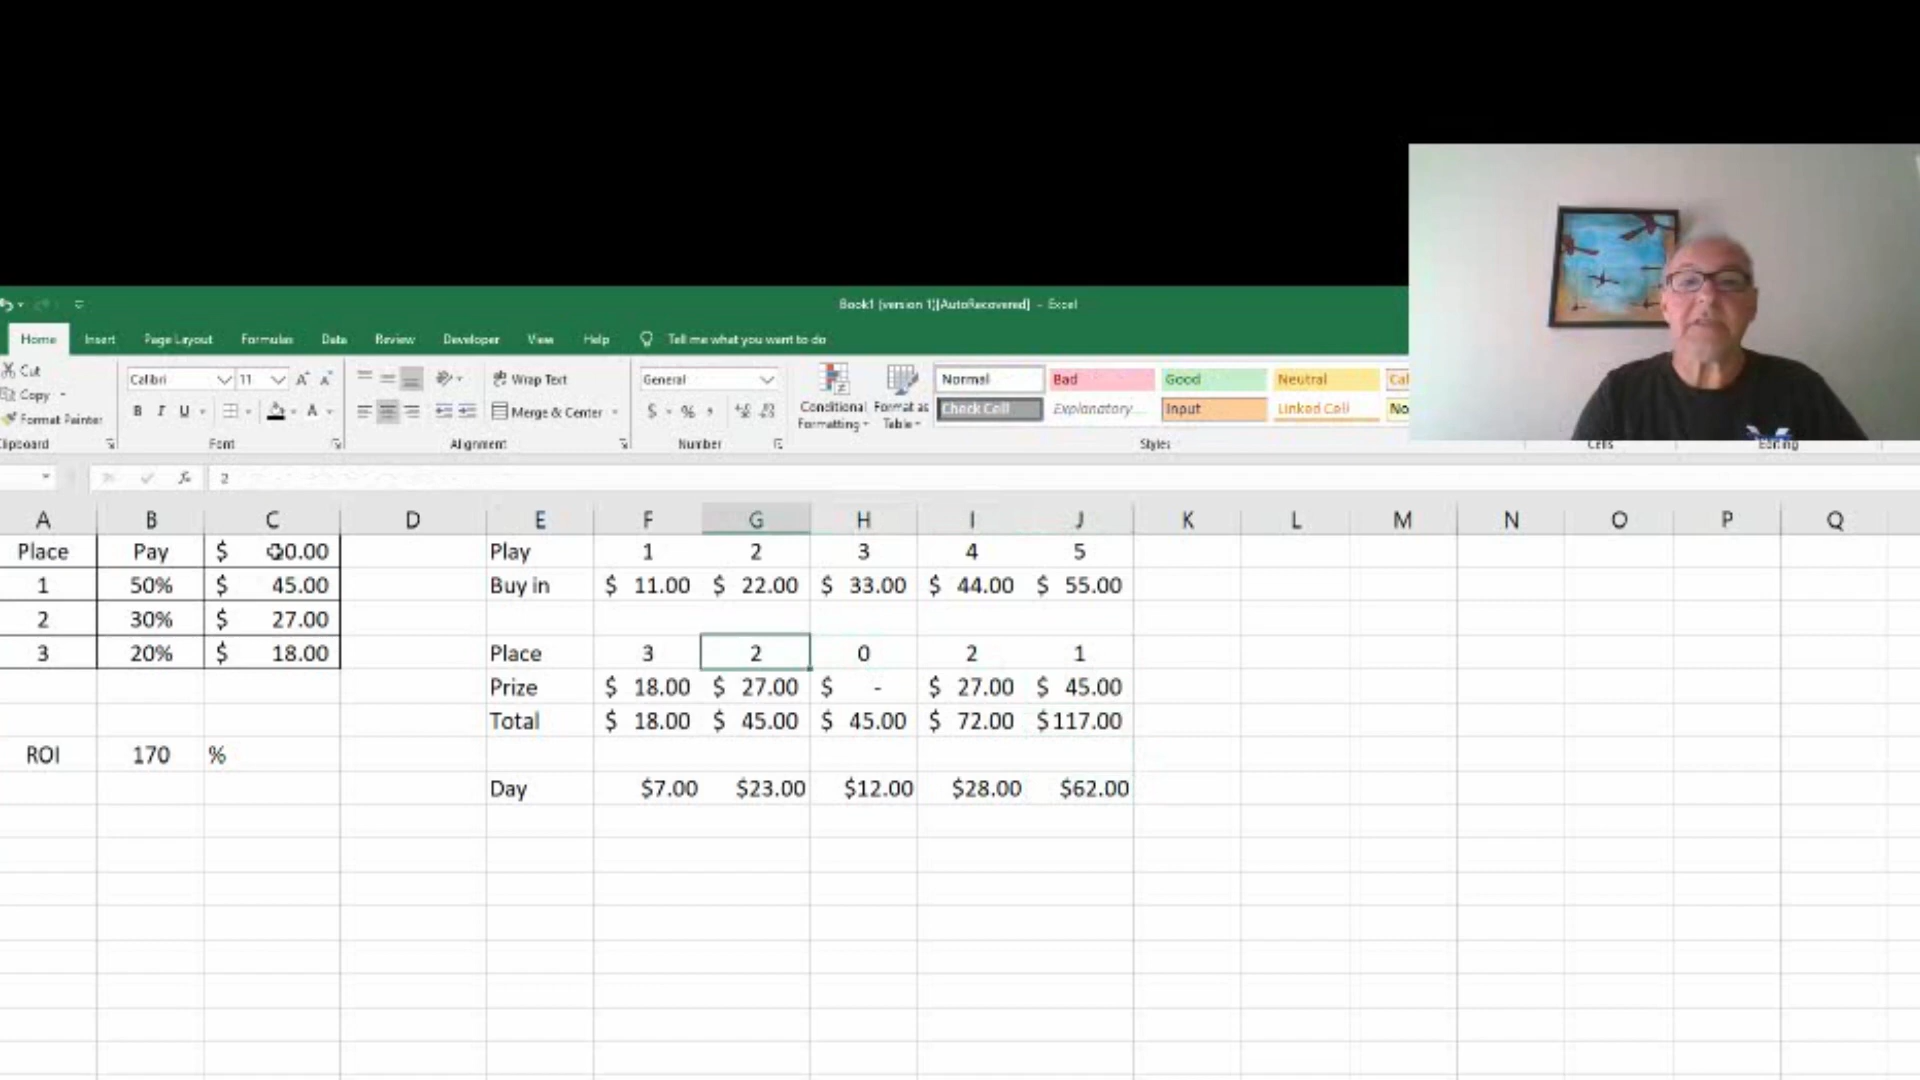 Book1 (version 1)[AutoRecovered] - Excel
Home Insert Page Layout Formulas Data Review Developer View Help Tell me what you want to do
Cut
Copy
Format Painter
Clipboard
Calibri 11
B I U
Font
Wrap Text
Merge & Center
Alignment
General
$ %
Number
Conditional Formatting
Format as Table
Normal Bad Good Neutral
Check Cell Explanatory... Input Linked Cell
Styles
Cells
Editing
fx 2
A B C D E F G H I J K L M N O P Q
Place Pay $ Play 1 2 3 4 5
1 50% $ 45.00 Buy in $ 11.00 $ 22.00 $ 33.00 $ 44.00 $ 55.00
2 30% $ 27.00
3 20% $ 18.00 Place 3 2 0 2 1
Prize $ 18.00 $ 27.00 $ - $ 27.00 $ 45.00
Total $ 18.00 $ 45.00 $ 45.00 $ 72.00 $117.00
ROI 170 %
Day $7.00 $23.00 $12.00 $28.00 $62.00